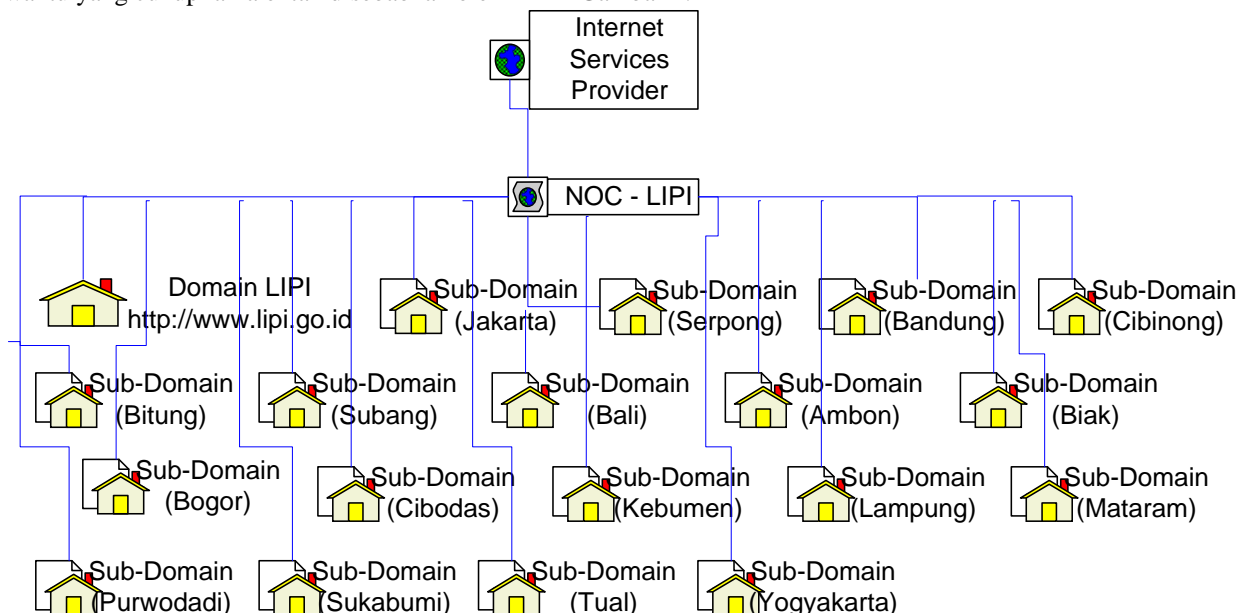 Internet
Services
Provider
NOC - LIPI
Domain LIPI
http://www.lipi.go.id
Sub-Domain
(Jakarta)
Sub-Domain
(Serpong)
Sub-Domain
(Bandung)
Sub-Domain
(Cibinong)
Sub-Domain
(Bitung)
Sub-Domain
(Subang)
Sub-Domain
(Bali)
Sub-Domain
(Ambon)
Sub-Domain
(Biak)
Sub-Domain
(Bogor)
Sub-Domain
(Cibodas)
Sub-Domain
(Kebumen)
Sub-Domain
(Lampung)
Sub-Domain
(Mataram)
Sub-Domain
(Purwodadi)
Sub-Domain
(Sukabumi)
Sub-Domain
(Tual)
Sub-Domain
(Yogyakarta)